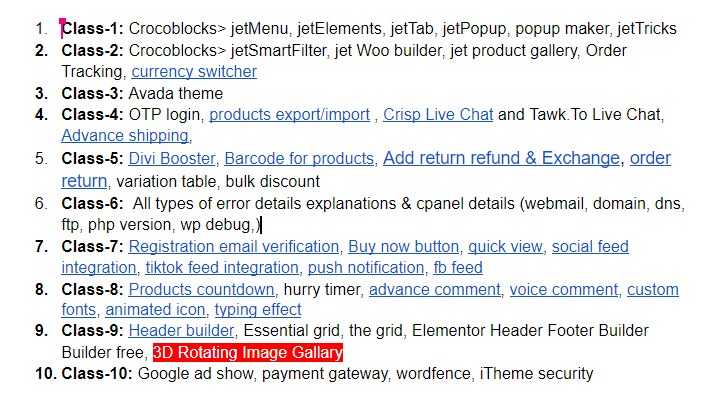 1. Class-1: Crocoblocks> jetMenu, jetElements, jetTab, jetPopup, popup maker, jetTricks
2. Class-2: Crocoblocks> jetSmartFilter, jet Woo builder, jet product gallery, Order
Tracking, currency switcher
3. Class-3: Avada theme
4. Class-4: OTP login, products export/import , Crisp Live Chat and Tawk.To Live Chat,
Advance shipping,
5. Class-5: Divi Booster, Barcode for products, Add return refund & Exchange, order
return, variation table, bulk discount
6. Class-6:  All types of error details explanations & cpanel details (webmail, domain, dns,
ftp, php version, wp debug,)
7. Class-7: Registration email verification, Buy now button, quick view, social feed
integration, tiktok feed integration, push notification, fb feed
8. Class-8: Products countdown, hurry timer, advance comment, voice comment, custom
fonts, animated icon, typing effect
9. Class-9: Header builder, Essential grid, the grid, Elementor Header Footer Builder
Builder free, 3D Rotating Image Gallary
10. Class-10: Google ad show, payment gateway, wordfence, iTheme security